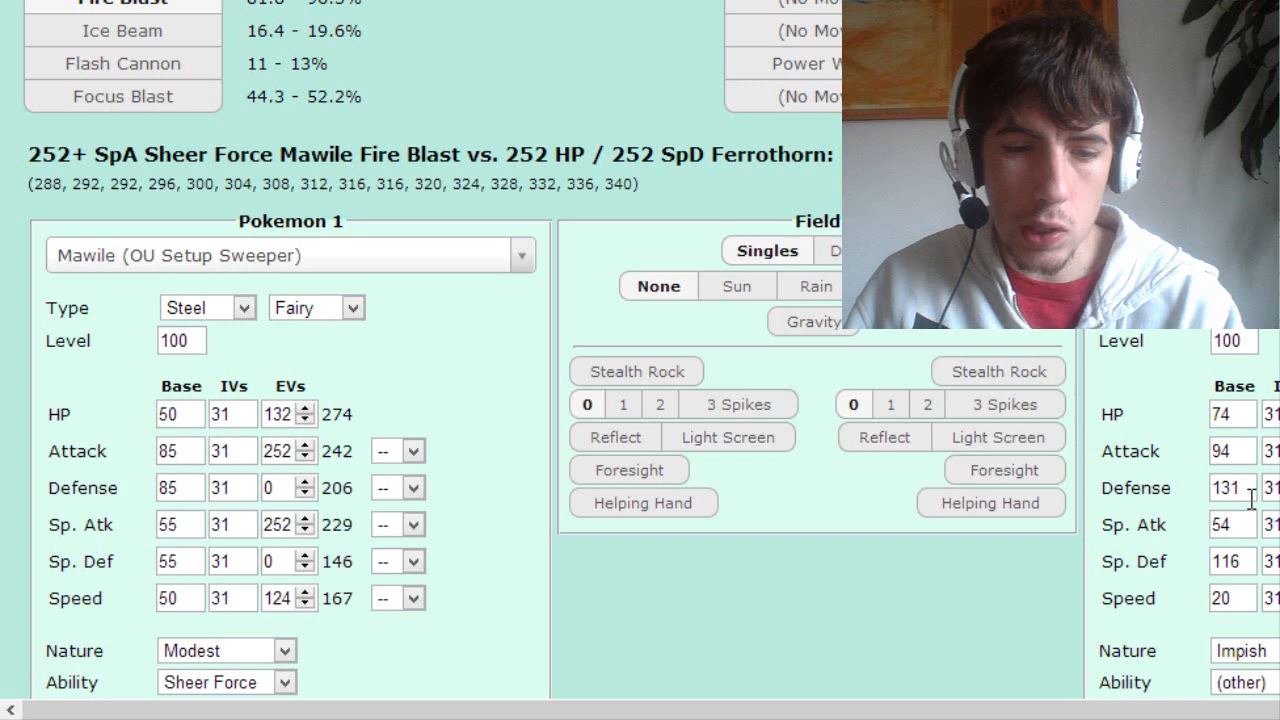 Ice Beam 16.4 - 19.6% (No Mo
Flash Cannon 11 - 13% Power W
Focus Blast 44.3 - 52.2% (No Mo
252+ SpA Sheer Force Mawile Fire Blast vs. 252 HP / 252 SpD Ferrothorn:
(288, 292, 292, 296, 300, 304, 308, 312, 316, 316, 320, 324, 328, 332, 336, 340)
Pokemon 1 Field
Mawile (OU Setup Sweeper) Singles D
Type Steel Fairy None Sun Rain
Level 100 Gravity Level 100
Stealth Rock Stealth Rock
Base IVs EVs Base I
0 1 2 3 Spikes 0 1 2 3 Spikes
HP 50 31 132 274 HP 74 31
Reflect Light Screen Reflect Light Screen
Attack 85 31 252 242 -- Attack 94 31
Foresight Foresight
Defense 85 31 0 206 -- Defense 131 31
Helping Hand Helping Hand
Sp. Atk 55 31 252 229 -- Sp. Atk 54 31
Sp. Def 55 31 0 146 -- Sp. Def 116 31
Speed 50 31 124 167 -- Speed 20 31
Nature Modest Nature Impish
Ability Sheer Force Ability (other)